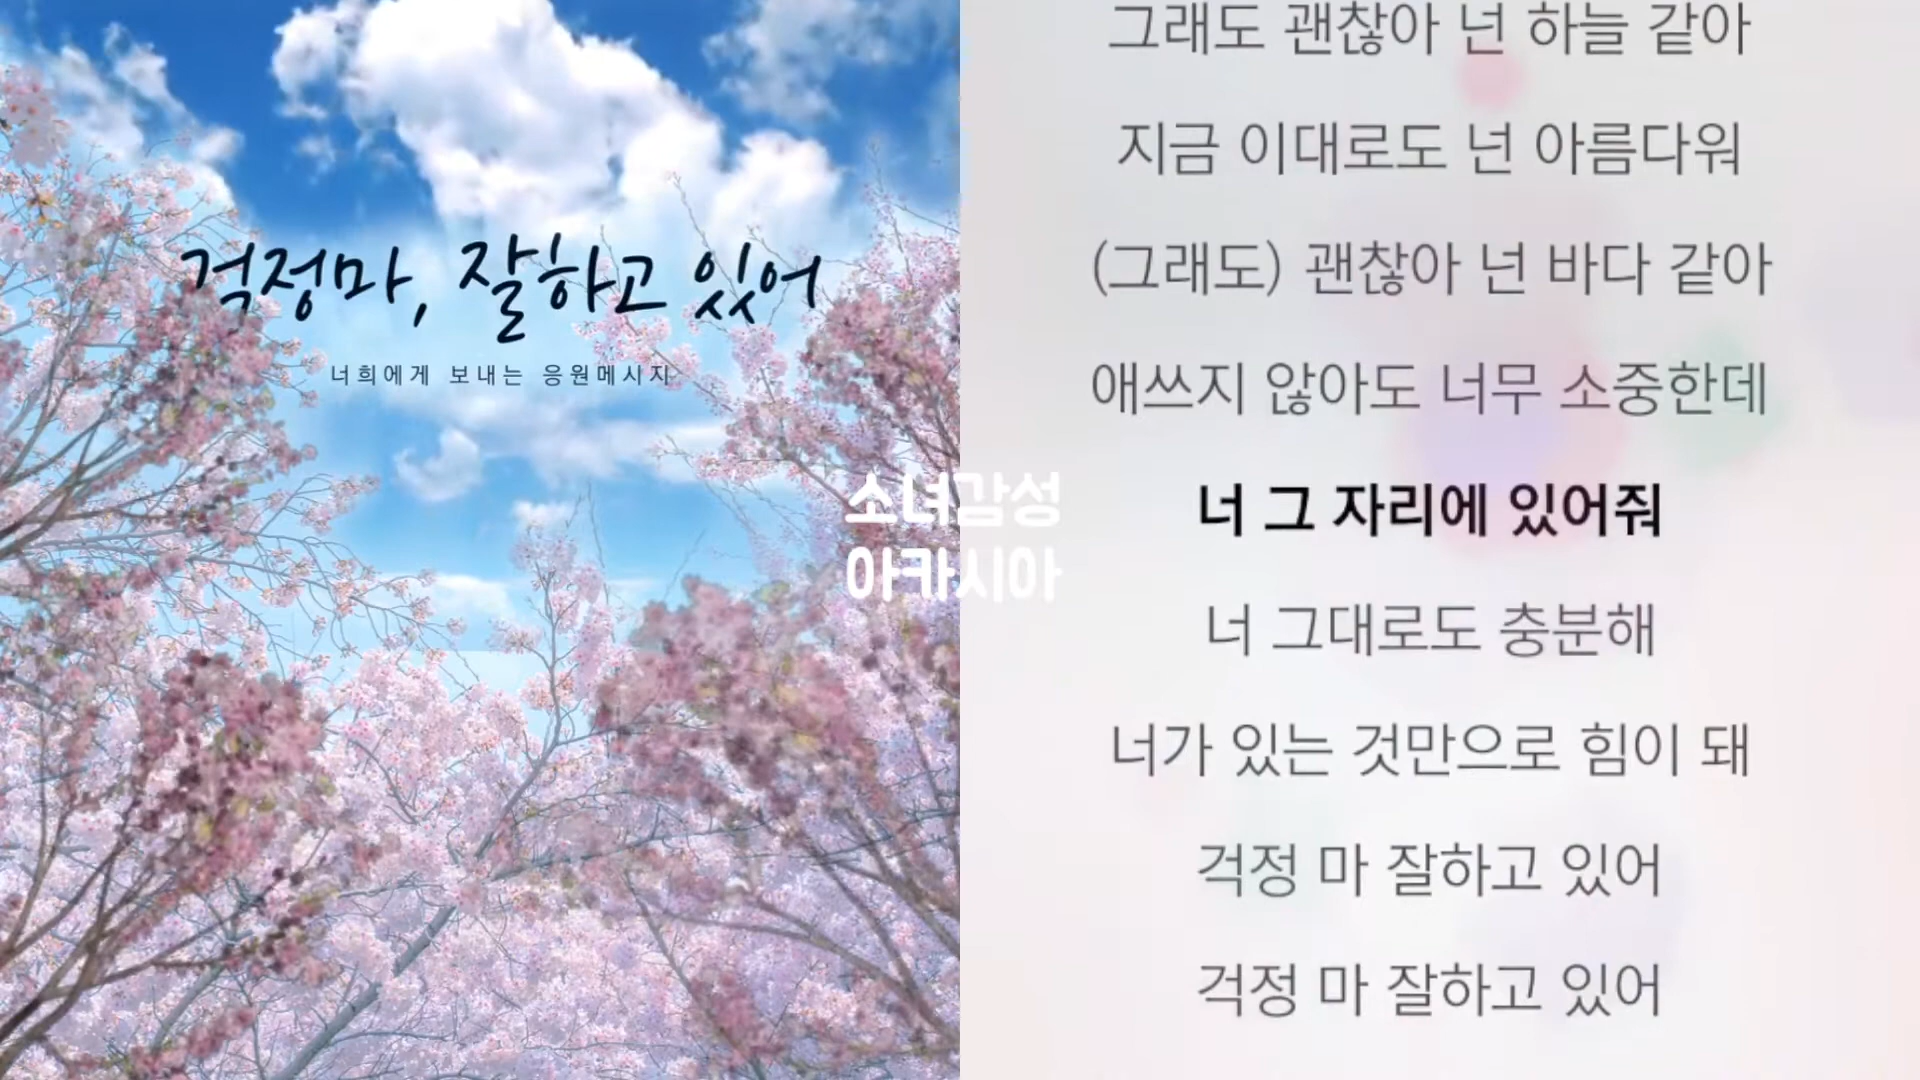 걱정마, 잘하고 있어
너희에게 보내는 응원메시지
소녀감성
아카시아
그래도 괜찮아 넌 하늘 같아
지금 이대로도 넌 아름다워
(그래도) 괜찮아 넌 바다 같아
애쓰지 않아도 너무 소중한데
너 그 자리에 있어줘
너 그대로도 충분해
너가 있는 것만으로 힘이 돼
걱정 마 잘하고 있어
걱정 마 잘하고 있어